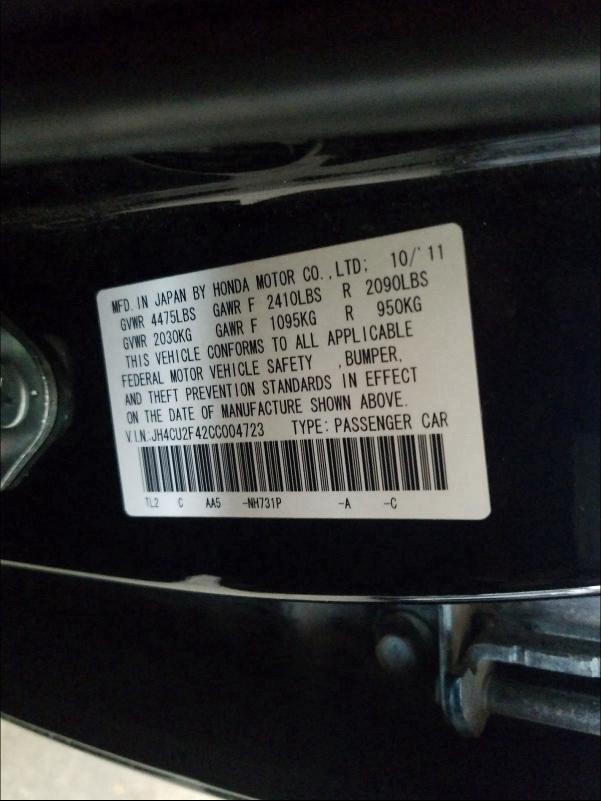 MFD. IN JAPAN BY HONDA MOTOR CO.,LTD; 10/'11
GVWR 4475LBS GAWR F 2410LBS R 2090LBS
GVWR 2030KG GAWR F 1095KG R 950KG
THIS VEHICLE CONFORMS TO ALL APPLICABLE
FEDERAL MOTOR VEHICLE SAFETY ,BUMPER,
AND THEFT PREVENTION STANDARDS IN EFFECT
ON THE DATE OF MANUFACTURE SHOWN ABOVE.
V.I.N:JH4CU2F42CC004723 TYPE: PASSENGER CAR
TL2 C AA5 -NH731P -A -C